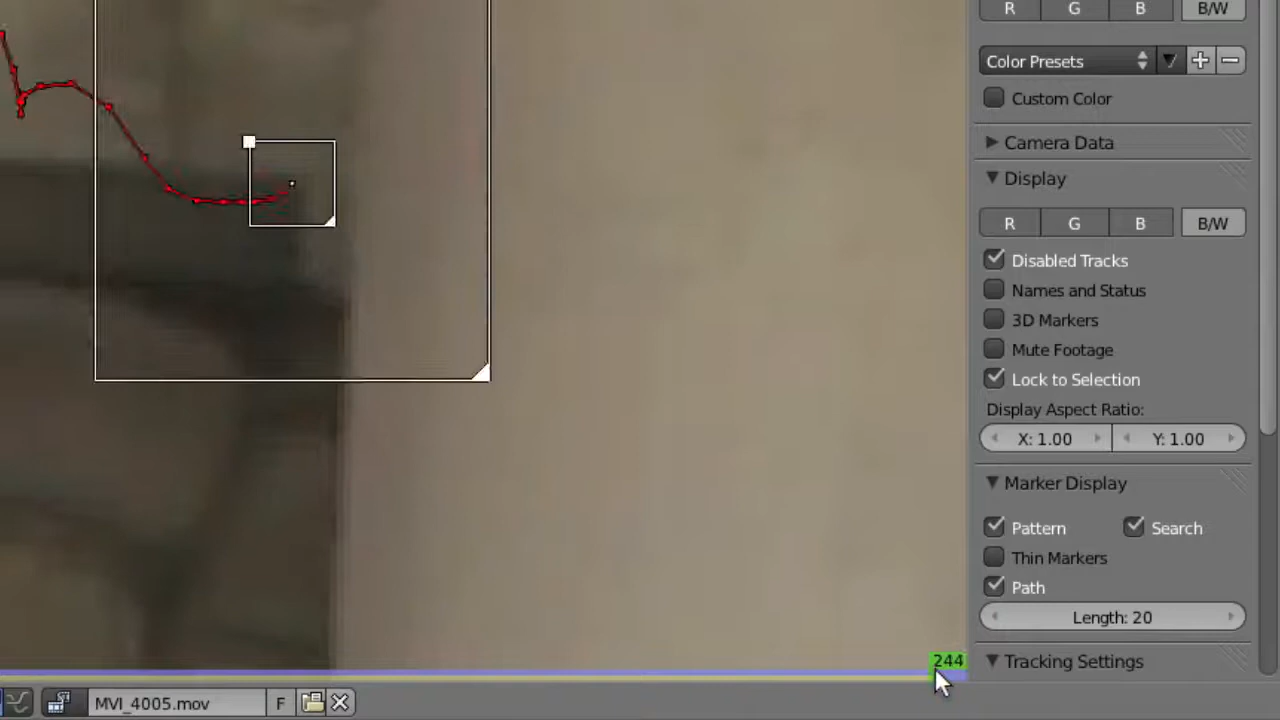 R G B B/W
Color Presets
Custom Color
Camera Data
Display
R G B B/W
Disabled Tracks
Names and Status
3D Markers
Mute Footage
Lock to Selection
Display Aspect Ratio:
X: 1.00 Y: 1.00
Marker Display
Pattern Search
Thin Markers
Path
Length: 20
244 Tracking Settings
MVI_4005.mov F